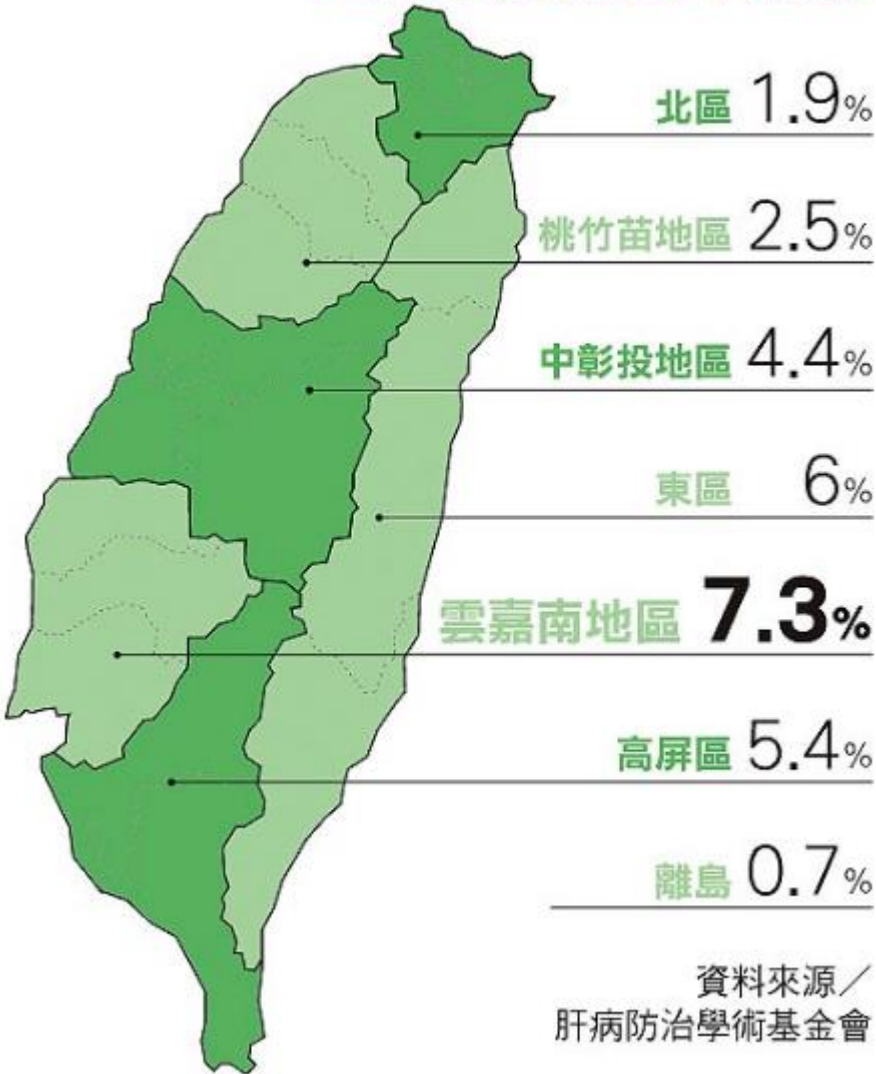 北區 1.9%
桃竹苗地區 2.5%
中彰投地區 4.4%
東區 6%
雲嘉南地區 7.3%
高屏區 5.4%
離島 0.7%
資料來源／
肝病防治學術基金會